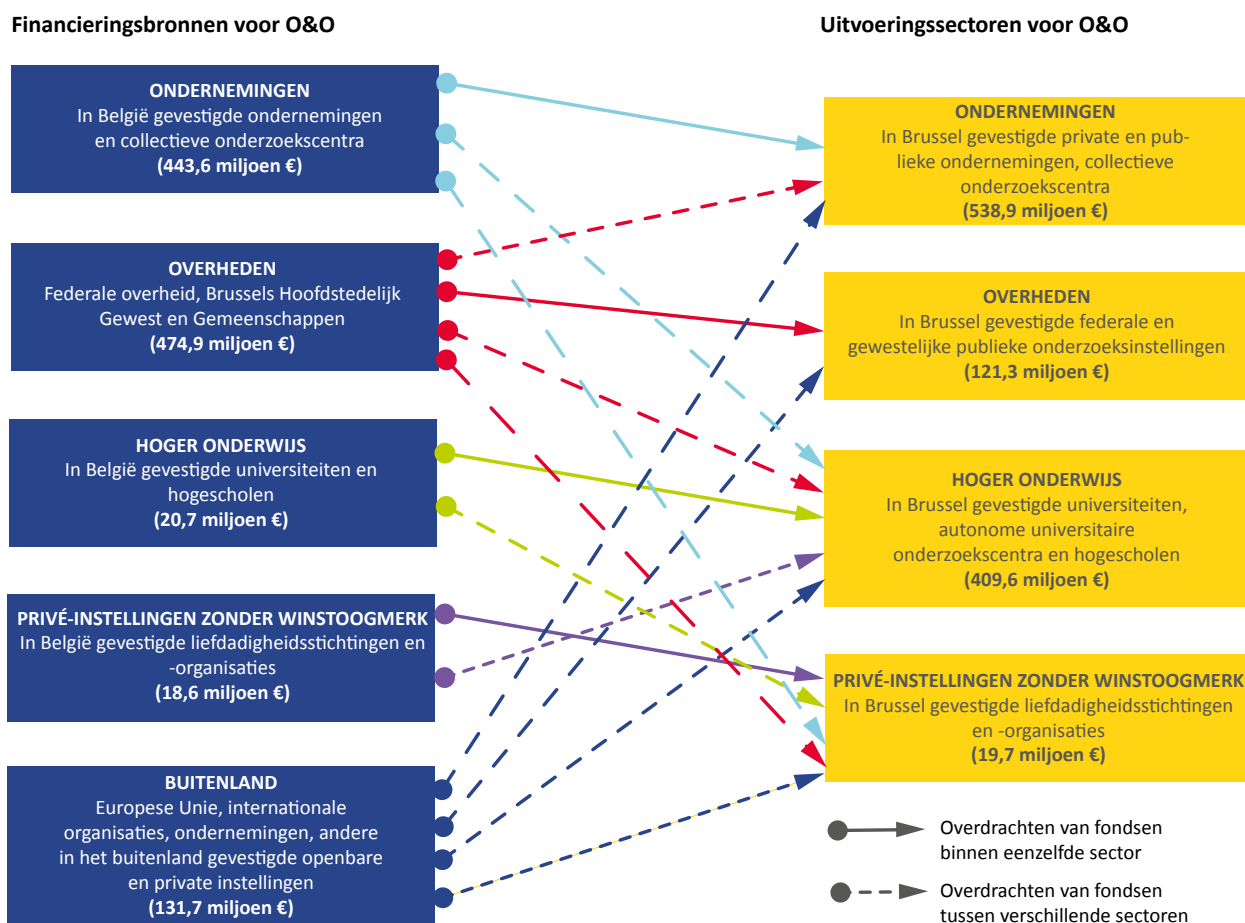 Financieringsbronnen voor O&O
ONDERNEMINGEN
In België gevestigde ondernemingen
en collectieve onderzoekscentra
(443,6 miljoen €)
OVERHEDEN
Federale overheid, Brussels Hoofdstedelijk
Gewest en Gemeenschappen
(474,9 miljoen €)
HOGER ONDERWIJS
In België gevestigde universiteiten en
hogescholen
(20,7 miljoen €)
PRIVÉ-INSTELLINGEN ZONDER WINSTOOGMERK
In België gevestigde liefdadigheidsstichtingen en
-organisaties
(18,6 miljoen €)
BUITENLAND
Europese Unie, internationale
organisaties, ondernemingen, andere
in het buitenland gevestigde openbare
en private instellingen
(131,7 miljoen €)
Uitvoeringssectoren voor O&O
ONDERNEMINGEN
In Brussel gevestigde private en pub-
lieke ondernemingen, collectieve
onderzoekscentra
(538,9 miljoen €)
OVERHEDEN
In Brussel gevestigde federale en
gewestelijke publieke onderzoeksinstellingen
(121,3 miljoen €)
HOGER ONDERWIJS
In Brussel gevestigde universiteiten,
autonome universitaire
onderzoekscentra en hogescholen
(409,6 miljoen €)
PRIVÉ-INSTELLINGEN ZONDER WINSTOOGMERK
In Brussel gevestigde liefdadigheidsstichtingen
en -organisaties
(19,7 miljoen €)
Overdrachten van fondsen
binnen eenzelfde sector
Overdrachten van fondsen
tussen verschillende sectoren